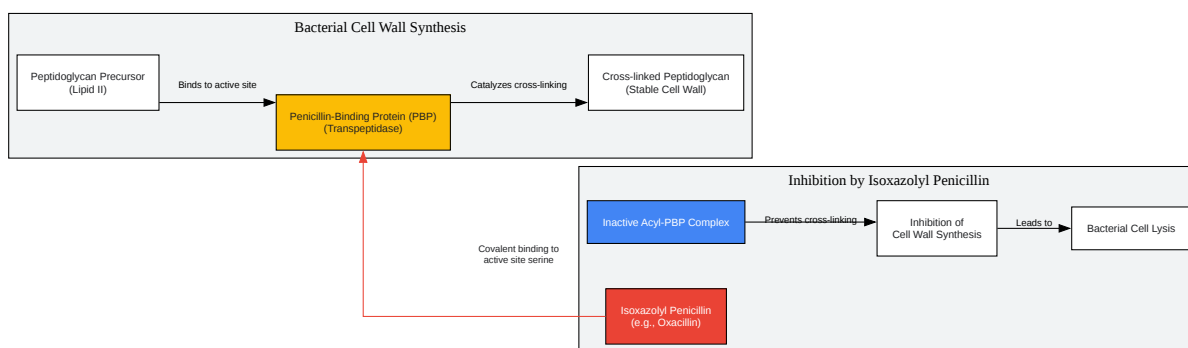 Bacterial Cell Wall Synthesis
Peptidoglycan Precursor
(Lipid II)
Binds to active site
Penicillin-Binding Protein (PBP)
(Transpeptidase)
Catalyzes cross-linking
Cross-linked Peptidoglycan
(Stable Cell Wall)
Inhibition by Isoxazolyl Penicillin
Inactive Acyl-PBP Complex
Prevents cross-linking
Inhibition of
Cell Wall Synthesis
Leads to
Bacterial Cell Lysis
Covalent binding to
active site serine
Isoxazolyl Penicillin
(e.g., Oxacillin)